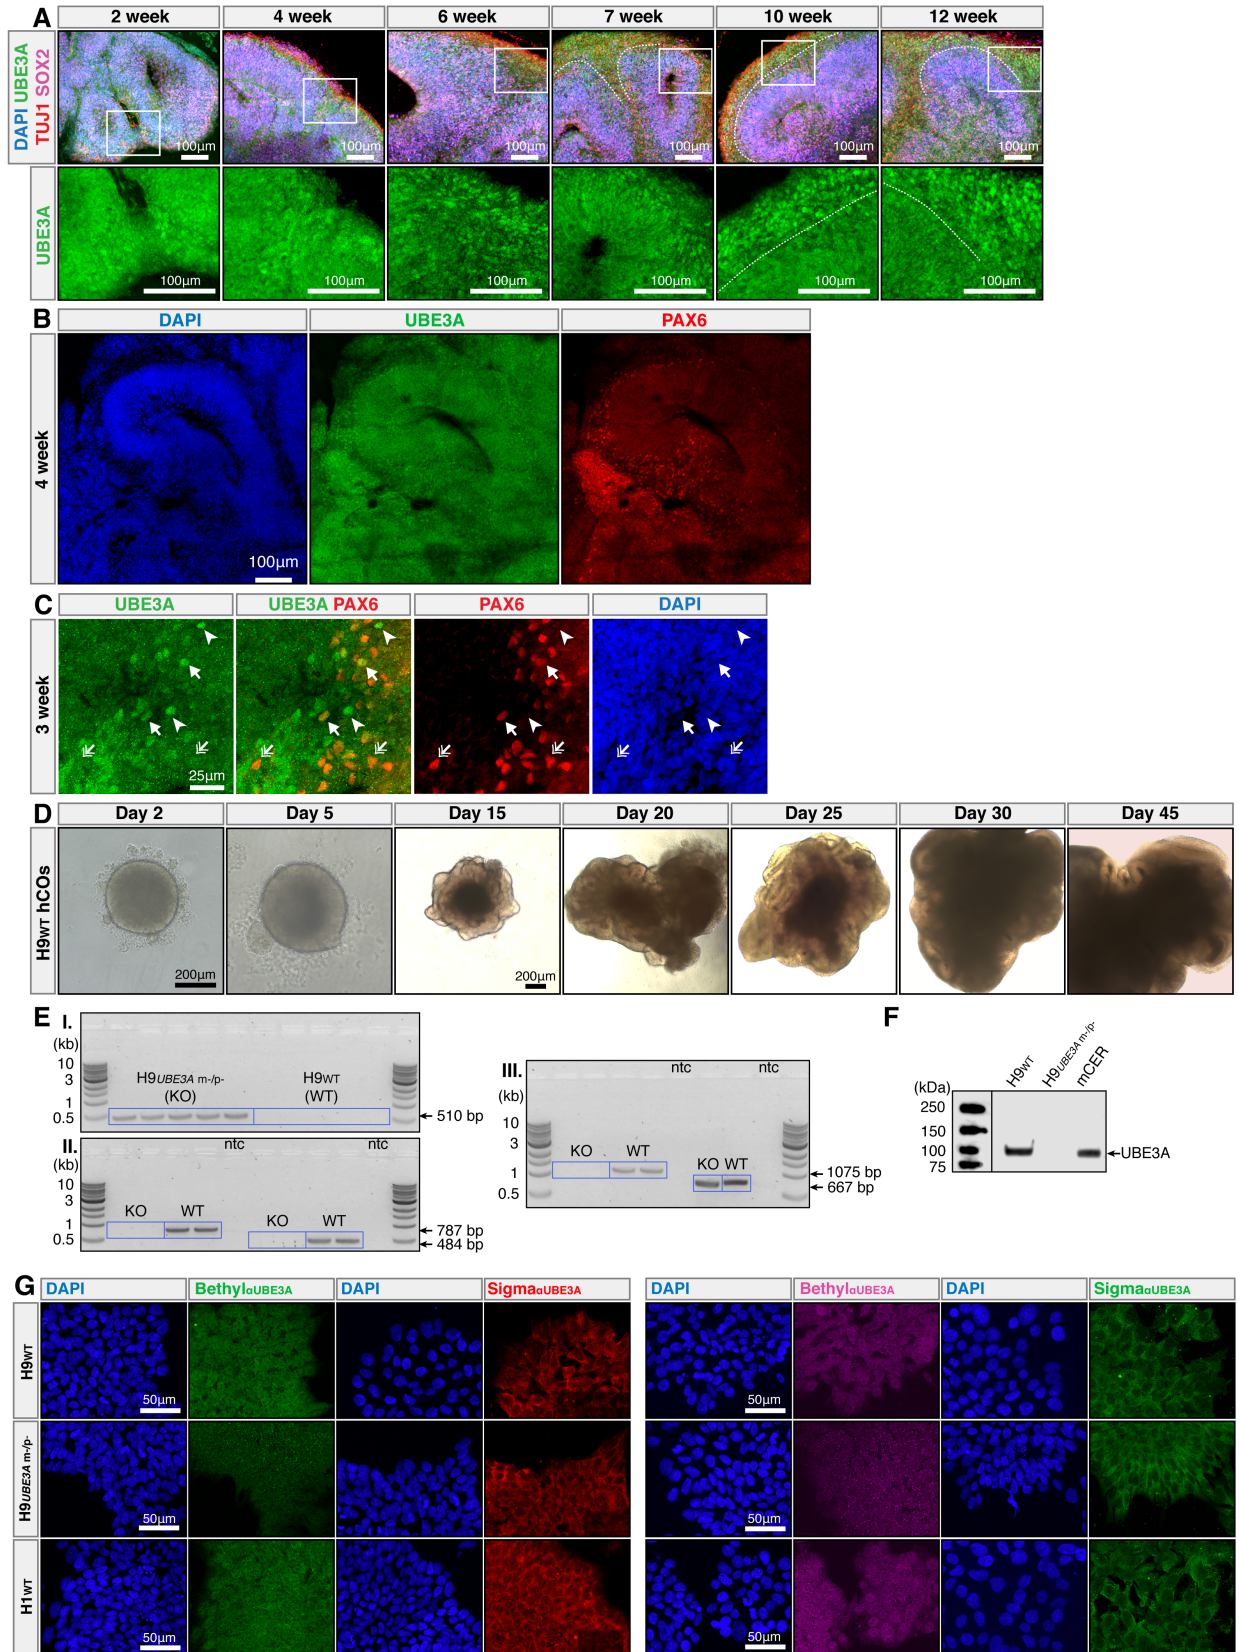 A
2 week
4 week
6 week
7 week
10 week
12 week
DAPI UBE3A
TUJ1 SOX2
100µm
100µm
100µm
100µm
100µm
100µm
UBE3A
100µm
100µm
100µm
100µm
100µm
100µm
B
DAPI
UBE3A
PAX6
4 week
100µm
C
UBE3A
UBE3A PAX6
PAX6
DAPI
3 week
25µm
D
Day 2
Day 5
Day 15
Day 20
Day 25
Day 30
Day 45
H9WT hCOs
200µm
200µm
E
I.
(kb)
10
3
1
0.5
H9UBE3A m-/p-
(KO)
H9WT
(WT)
510 bp
II.
(kb)
10
3
1
0.5
ntc
ntc
KO
WT
KO
WT
787 bp
484 bp
III.
(kb)
10
3
1
0.5
ntc
ntc
KO
WT
KO
WT
1075 bp
667 bp
F
H9WT
H9UBE3A m-/p-
mCER
(kDa)
250
150
100
75
UBE3A
G
DAPI
BethylαUBE3A
DAPI
SigmaαUBE3A
DAPI
BethylαUBE3A
DAPI
SigmaαUBE3A
H9WT
50µm
50µm
H9UBE3A m-/p-
50µm
50µm
H1WT
50µm
50µm